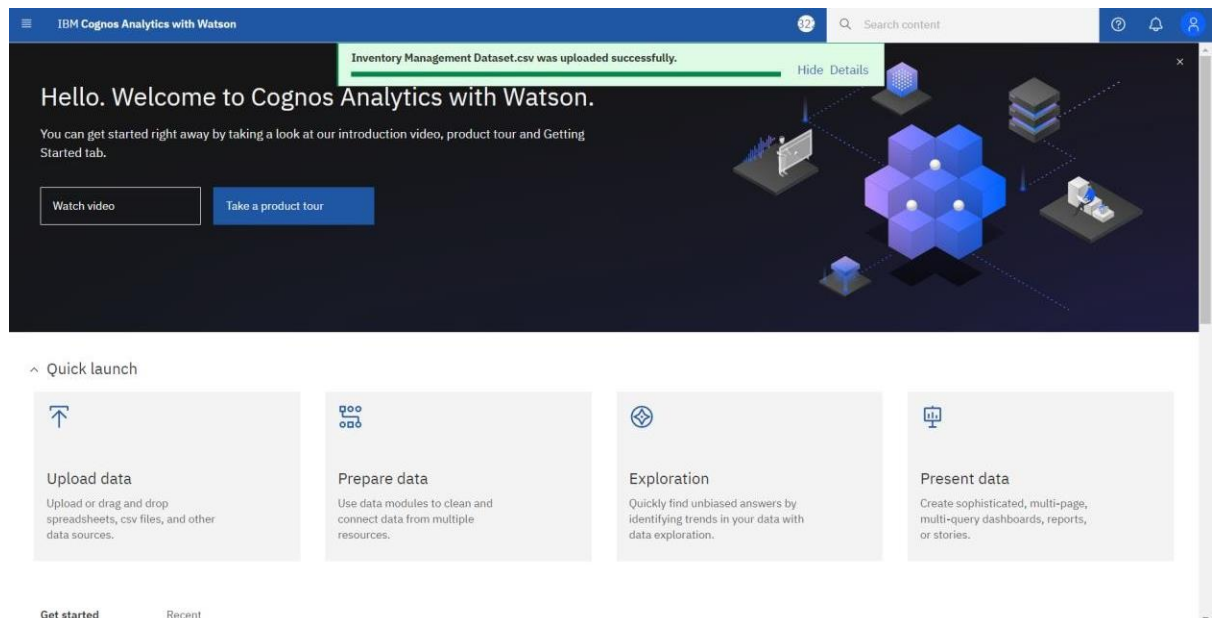 IBM Cognos Analytics with Watson
32
Search content
Inventory Management Dataset.csv was uploaded successfully.
Hide Details
Hello. Welcome to Cognos Analytics with Watson.
You can get started right away by taking a look at our introduction video, product tour and Getting
Started tab.
Watch video
Take a product tour
Quick launch
Upload data
Upload or drag and drop
spreadsheets, csv files, and other
data sources.
Prepare data
Use data modules to clean and
connect data from multiple
resources.
Exploration
Quickly find unbiased answers by
identifying trends in your data with
data exploration.
Present data
Create sophisticated, multi-page,
multi-query dashboards, reports,
or stories.
Get started
Recent